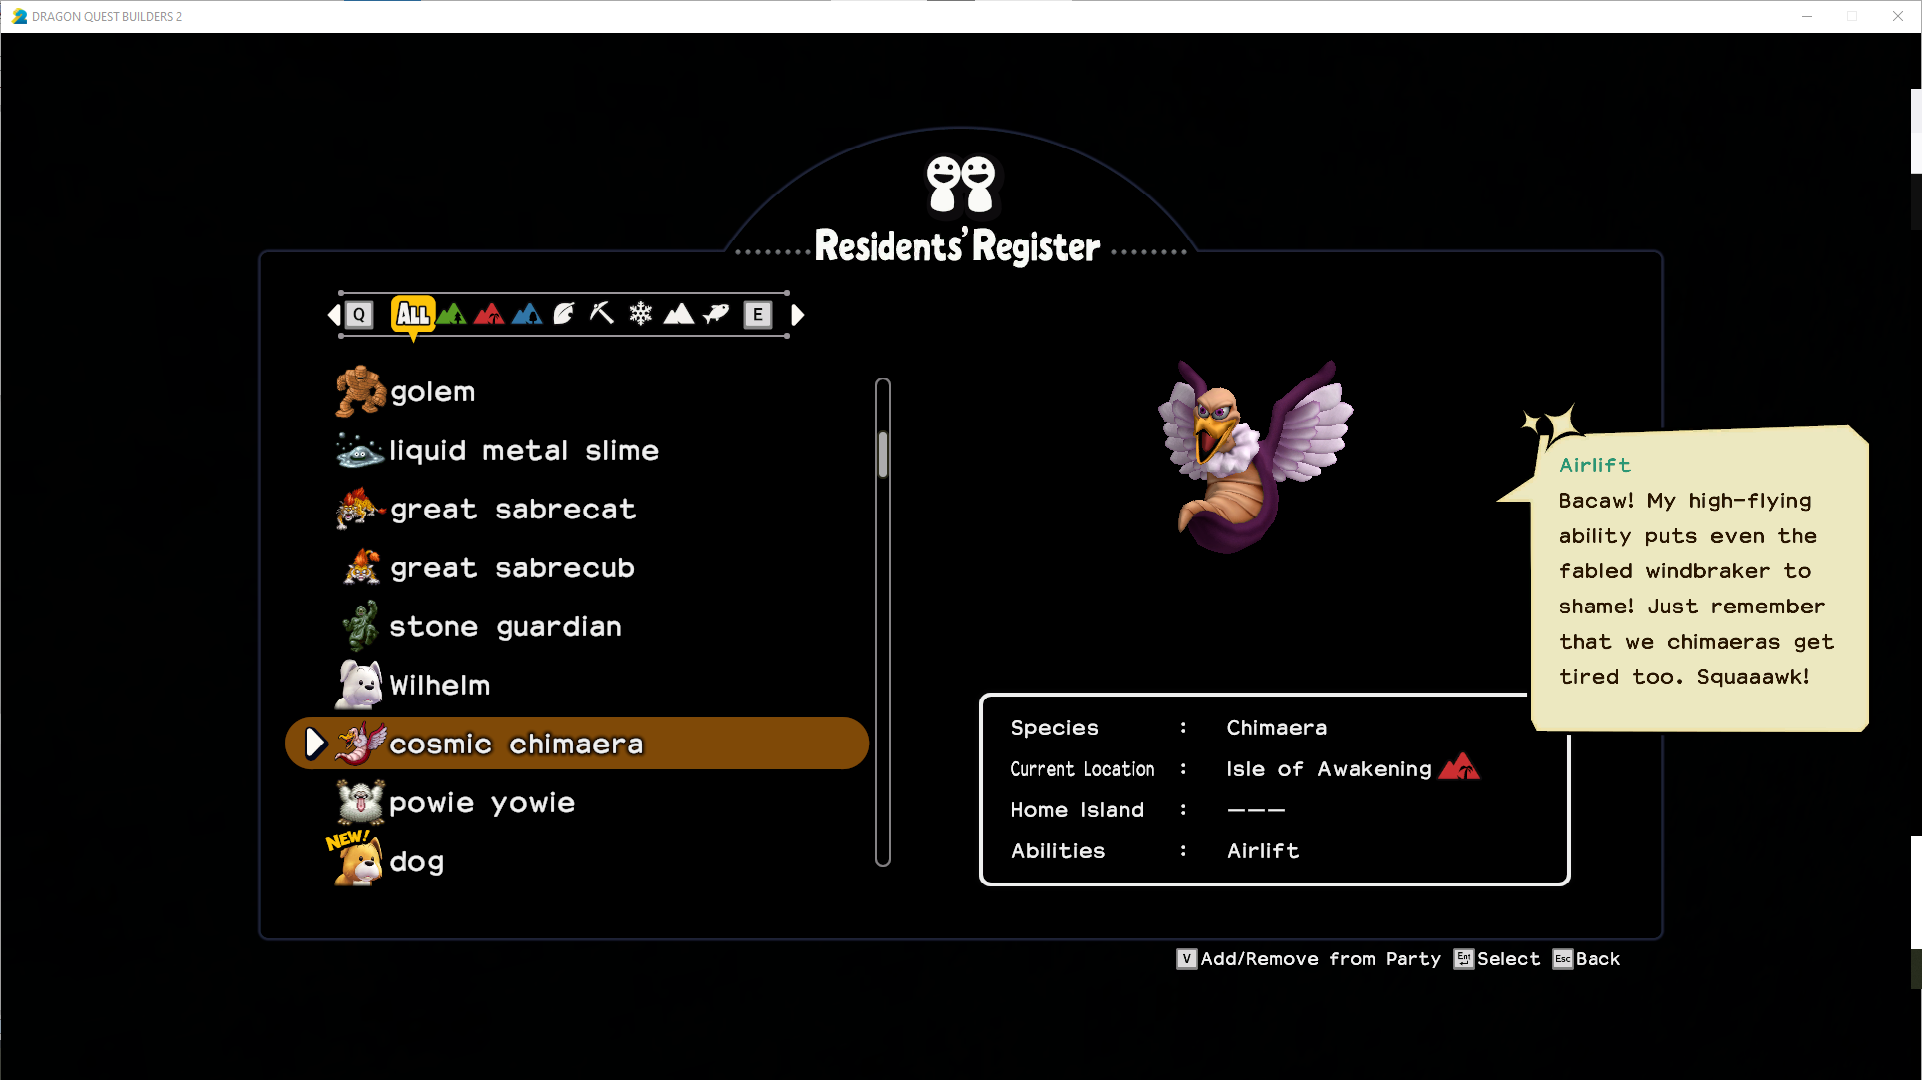 DRAGON QUEST BUILDERS 2
Residents' Register
Q ALL E
golem
liquid metal slime
great sabrecat
great sabrecub
stone guardian
Wilhelm
cosmic chimaera
powie yowie
NEW!
dog
Airlift
Bacaw! My high-flying
ability puts even the
fabled windbraker to
shame! Just remember
that we chimaeras get
tired too. Squaaawk!
Species : Chimaera
Current Location : Isle of Awakening
Home Island : ———
Abilities : Airlift
V Add/Remove from Party Ent Select Esc Back